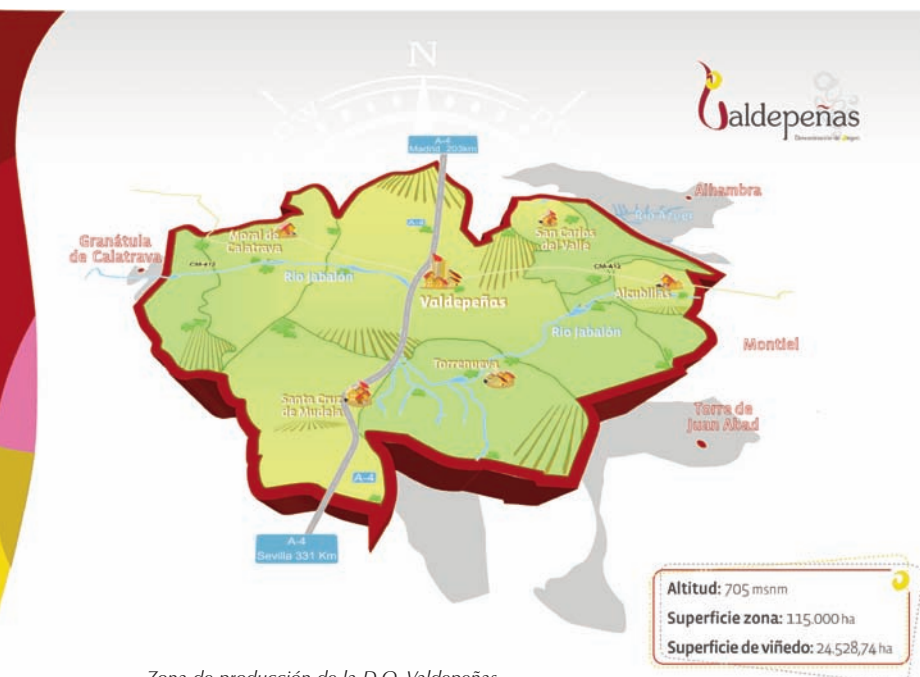 N
A-4
Madrid 203km
Valdepeñas
Denominación de Origen
Alhambra
Río Azuer
A-4
San Carlos
del Valle
Moral de
Calatrava
Granátula
de Calatrava
CM-412
CM-412
Río Jabalón
Valdepeñas
Alcubillas
Río Jabalón
Montiel
Torrenueva
Santa Cruz
de Mudela
Torre de
Juan Abad
A-4
A-4
Sevilla 331 Km
Altitud: 705 msnm
Superficie zona: 115.000 ha
Superficie de viñedo: 24.528,74 ha
Zona de producción de la D.O. Valdepeñas